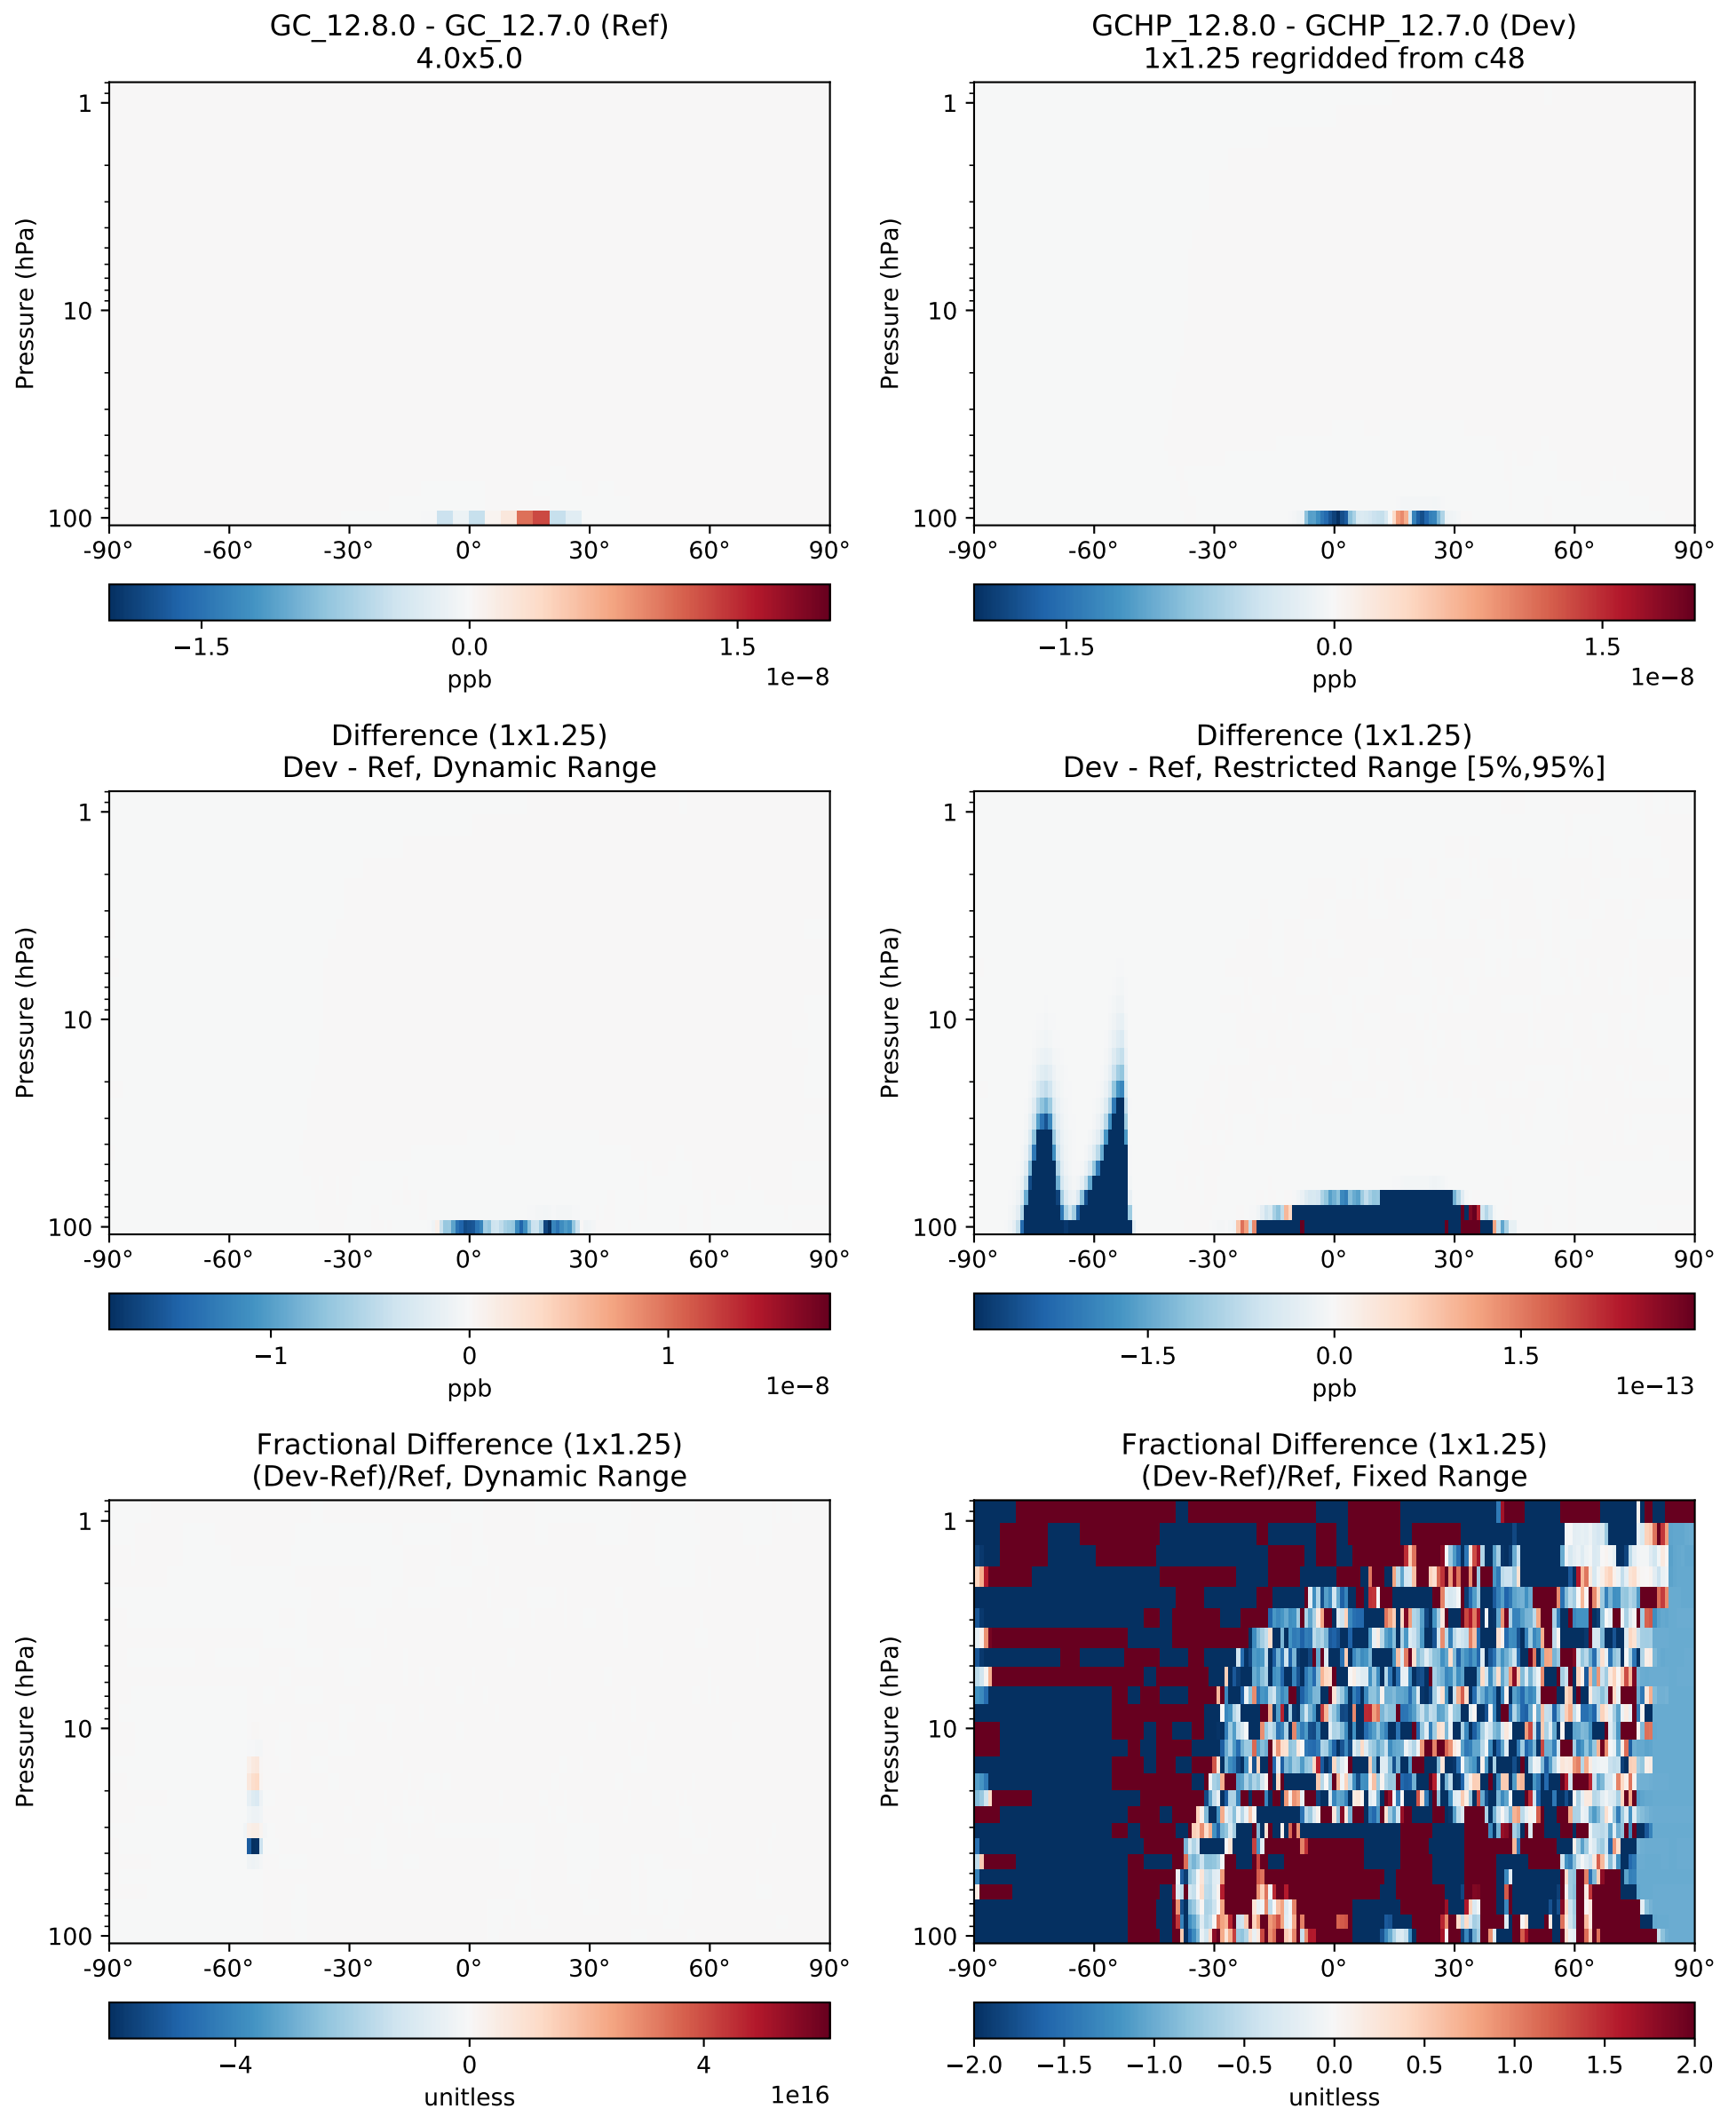 GC_12.8.0 - GC_12.7.0 (Ref)
4.0x5.0
Pressure (hPa)
1
10
100
-90° -60° -30° 0° 30° 60° 90°
−1.5 0.0 1.5
1e−8
ppb
GCHP_12.8.0 - GCHP_12.7.0 (Dev)
1x1.25 regridded from c48
Pressure (hPa)
1
10
100
-90° -60° -30° 0° 30° 60° 90°
−1.5 0.0 1.5
1e−8
ppb
Difference (1x1.25)
Dev - Ref, Dynamic Range
Pressure (hPa)
1
10
100
-90° -60° -30° 0° 30° 60° 90°
−1 0 1
1e−8
ppb
Difference (1x1.25)
Dev - Ref, Restricted Range [5%,95%]
Pressure (hPa)
1
10
100
-90° -60° -30° 0° 30° 60° 90°
−1.5 0.0 1.5
1e−13
ppb
Fractional Difference (1x1.25)
(Dev-Ref)/Ref, Dynamic Range
Pressure (hPa)
1
10
100
-90° -60° -30° 0° 30° 60° 90°
−4 0 4
1e16
unitless
Fractional Difference (1x1.25)
(Dev-Ref)/Ref, Fixed Range
Pressure (hPa)
1
10
100
-90° -60° -30° 0° 30° 60° 90°
−2.0 −1.5 −1.0 −0.5 0.0 0.5 1.0 1.5 2.0
unitless